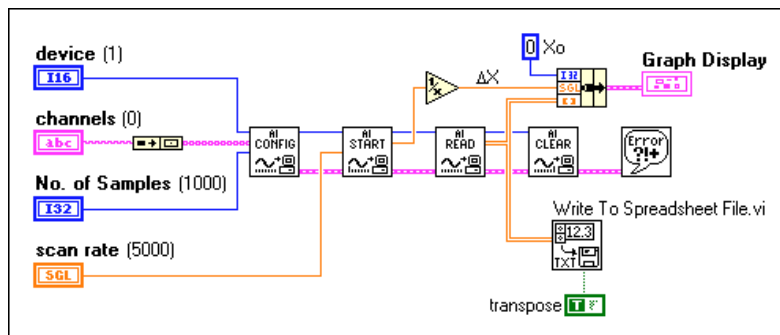 device (1)
I16
channels (0)
abc
No. of Samples (1000)
I32
scan rate (5000)
SGL
AI
CONFIG
AI
START
AI
READ
AI
CLEAR
Error
?!+
1/x
ΔX
0 Xo
I32
SGL
Graph Display
Write To Spreadsheet File.vi
12.3
TXT
transpose
T